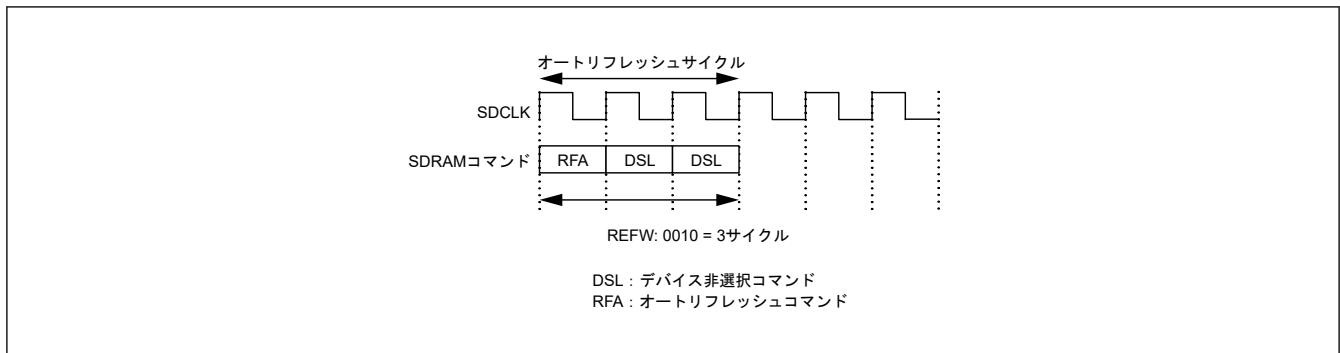 オートリフレッシュサイクル
SDCLK
SDRAMコマンド RFA DSL DSL
REFW: 0010 = 3サイクル
DSL：デバイス非選択コマンド
RFA：オートリフレッシュコマンド